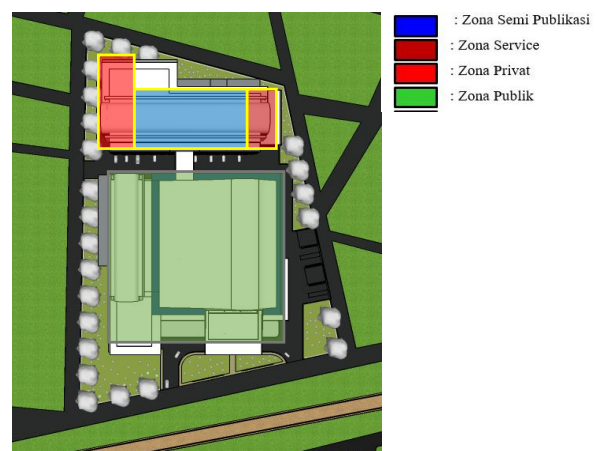 : Zona Semi Publikasi
: Zona Service
: Zona Privat
: Zona Publik